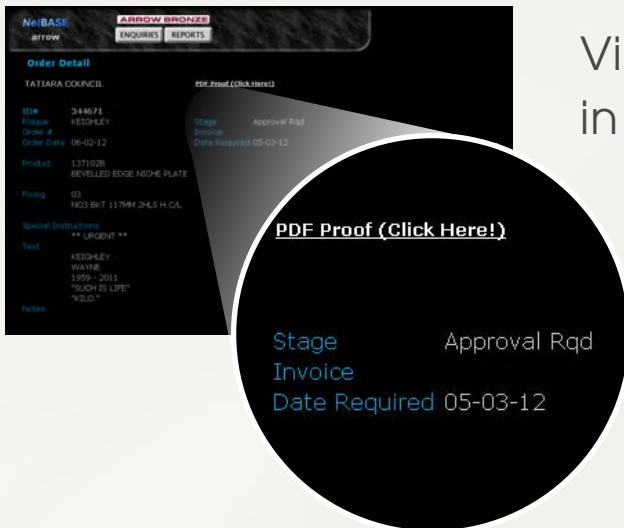 Net/BASE
arrow
ARROW BRONZE
ENQUIRIES REPORTS
Order Detail
TATIARA COUNCIL
PDF Proof (Click Here!)
ID# 344671
Plaque KEIGHLEY
Order #
Order Date 06-02-12
Stage Approval Rqd
Invoice
Date Required 05-03-12
Product 137102B
BEVELLED EDGE NICHE PLATE
Fixing 03
NO3 BKT 117MM 2HLS H C/L
Special Instructions
** URGENT **
Text
KEIGHLEY
WAYNE
1959 - 2011
"SUCH IS LIFE"
"KILO."
Notes
Vi
in
PDF Proof (Click Here!)
Stage Approval Rqd
Invoice
Date Required 05-03-12